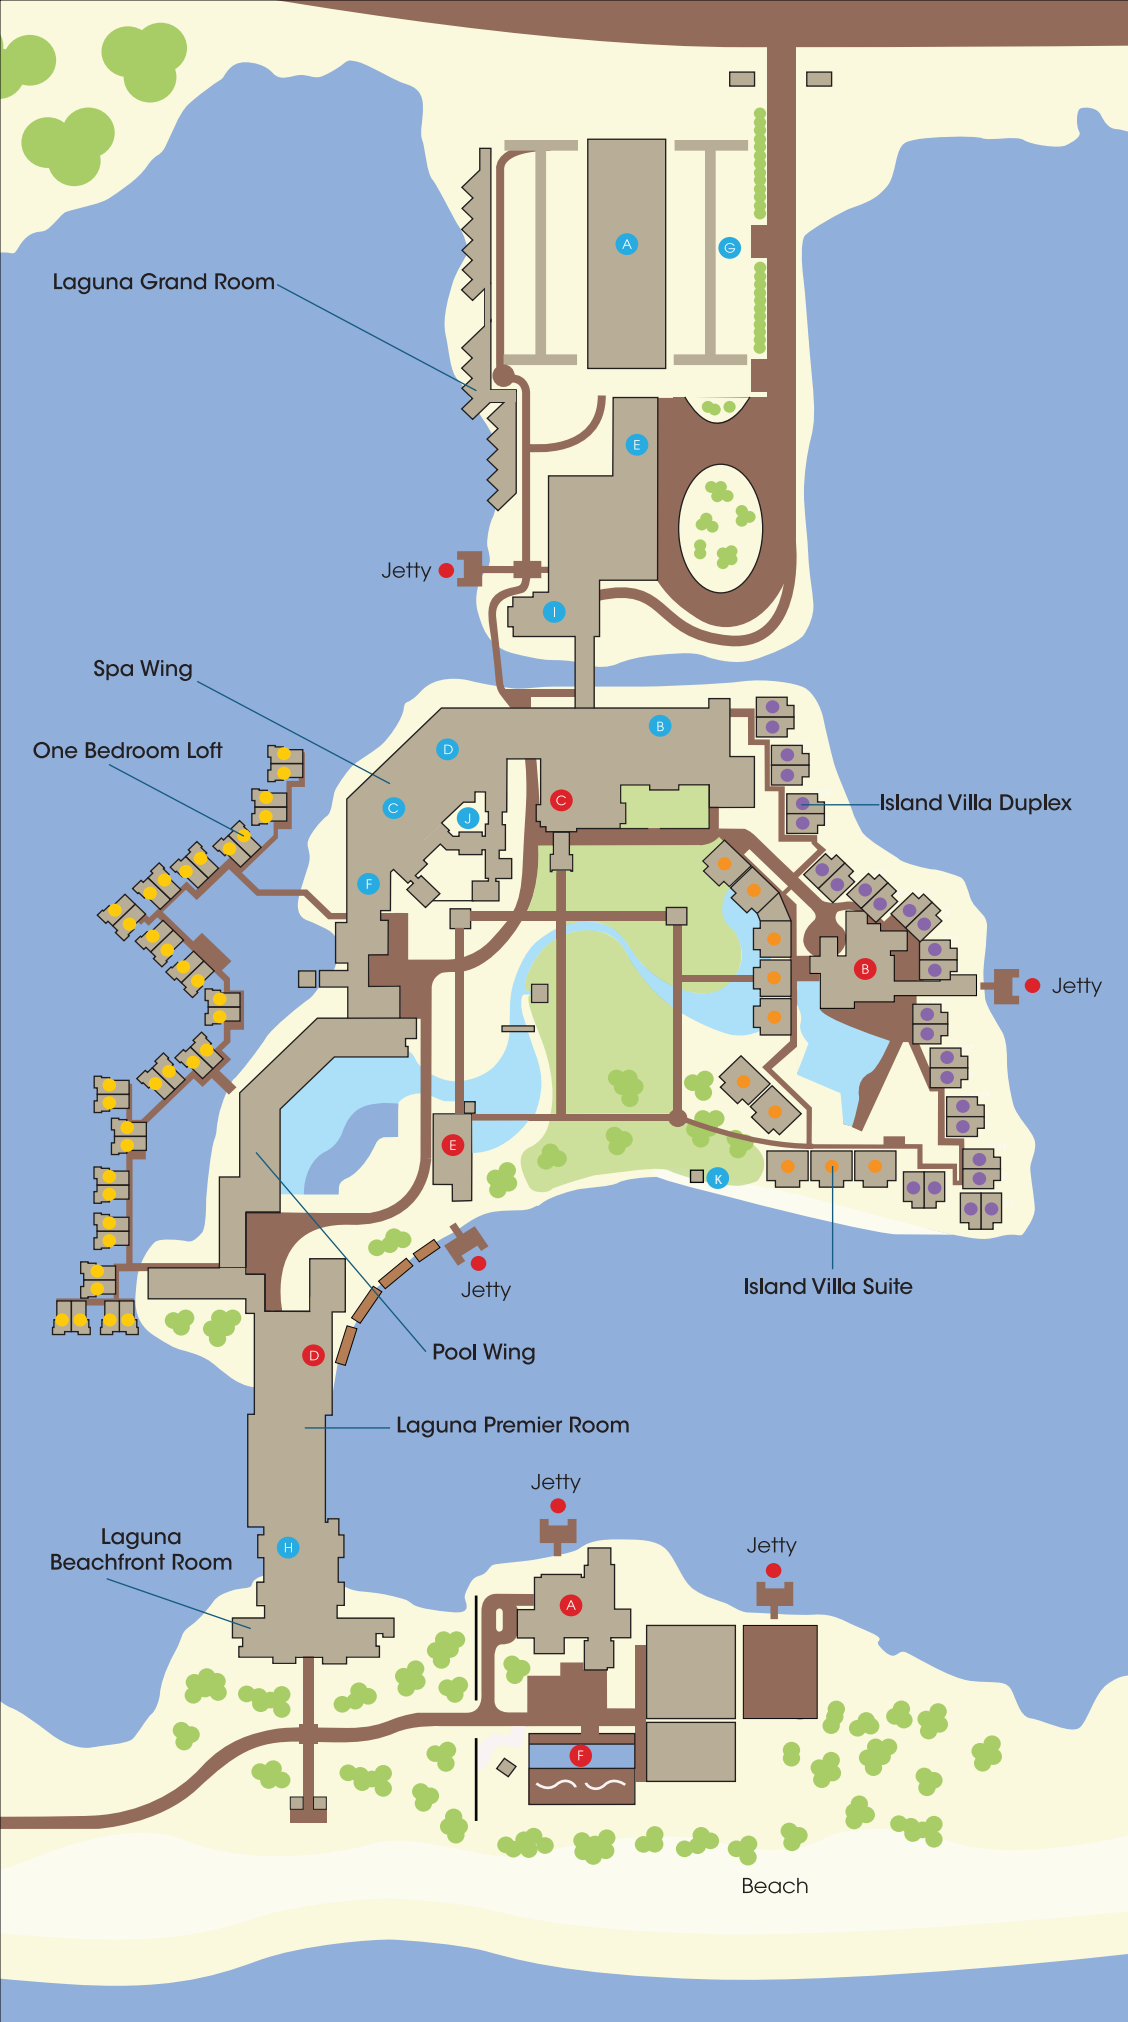 A
G
Laguna Grand Room
E
Jetty
I
Spa Wing
B
D
One Bedroom Loft
C
Island Villa Duplex
C
J
F
B
Jetty
E
K
Jetty
Island Villa Suite
Pool Wing
D
Laguna Premier Room
Jetty
Laguna
Beachfront Room
H
Jetty
A
F
Beach